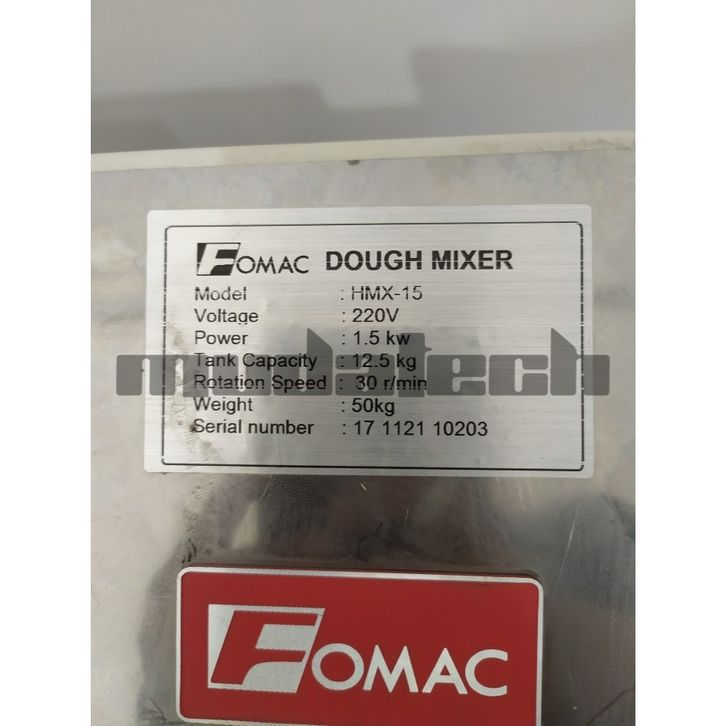 FOMAC DOUGH MIXER
Model : HMX-15
Voltage : 220V
Power : 1.5 kw
mudatech
Tank Capacity : 12.5 kg
Rotation Speed : 30 r/min
Weight : 50kg
Serial number : 17 1121 10203
FOMAC